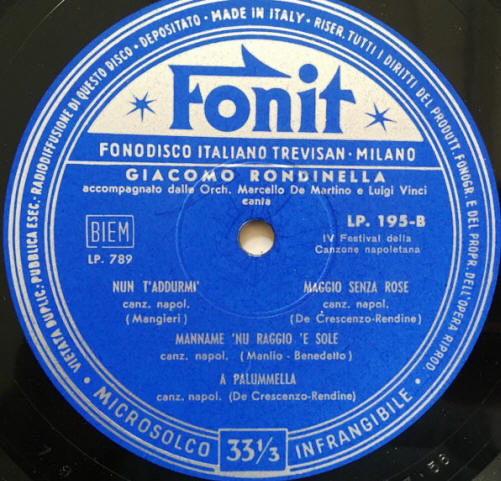 VIETATA DUPLIC.· PUBBLICA ESEC.· RADIODIFFUSIONE DI QUESTO DISCO · DEPOSITATO · MADE IN ITALY · RISER. TUTTI I DIRITTI DEL PRODUTT. FONOGR. E DEL PROPR. DELL'OPERA RIPROD.
Fonit
FONODISCO ITALIANO TREVISAN · MILANO
GIACOMO RONDINELLA
accompagnato dalle Orch. Marcello De Martino e Luigi Vinci
canta
BIEM
LP. 789
LP. 195-B
IV Festival della
Canzone napoletana
NUN T'ADDURMI'
canz. napol.
(Mangieri)
MAGGIO SENZA ROSE
canz. napol.
(De Crescenzo-Rendine)
MANNAME 'NU RAGGIO 'E SOLE
canz. napol. (Manlio - Benedetto)
A PALUMMELLA
canz. napol. (De Crescenzo-Rendine)
· MICROSOLCO 33⅓ INFRANGIBILE ·